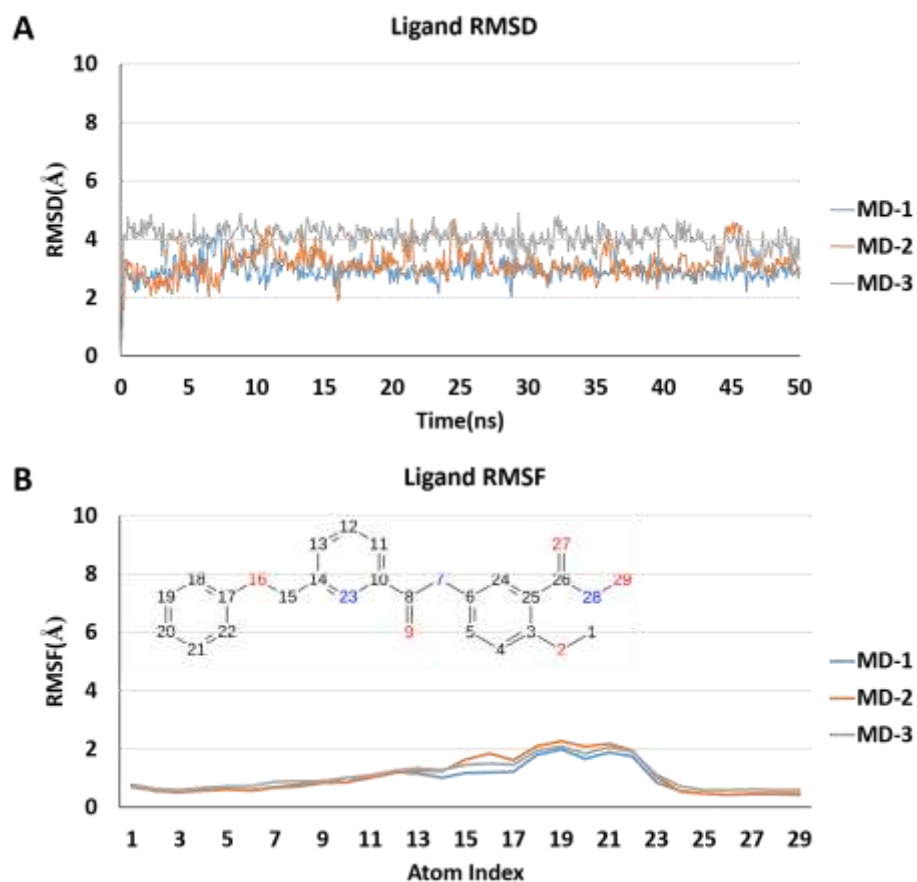 A
Ligand RMSD
10
8
6
4
2
0
RMSD(Å)
0 5 10 15 20 25 30 35 40 45 50
Time(ns)
MD-1
MD-2
MD-3
B
Ligand RMSF
10
8
6
4
2
0
RMSF(Å)
12
13 11 27
18 16 14 10 7 24 26 29
19 17 15 23 8 6 25 28
20 22 9 5 3 1
21 4 2
1 3 5 7 9 11 13 15 17 19 21 23 25 27 29
Atom Index
MD-1
MD-2
MD-3